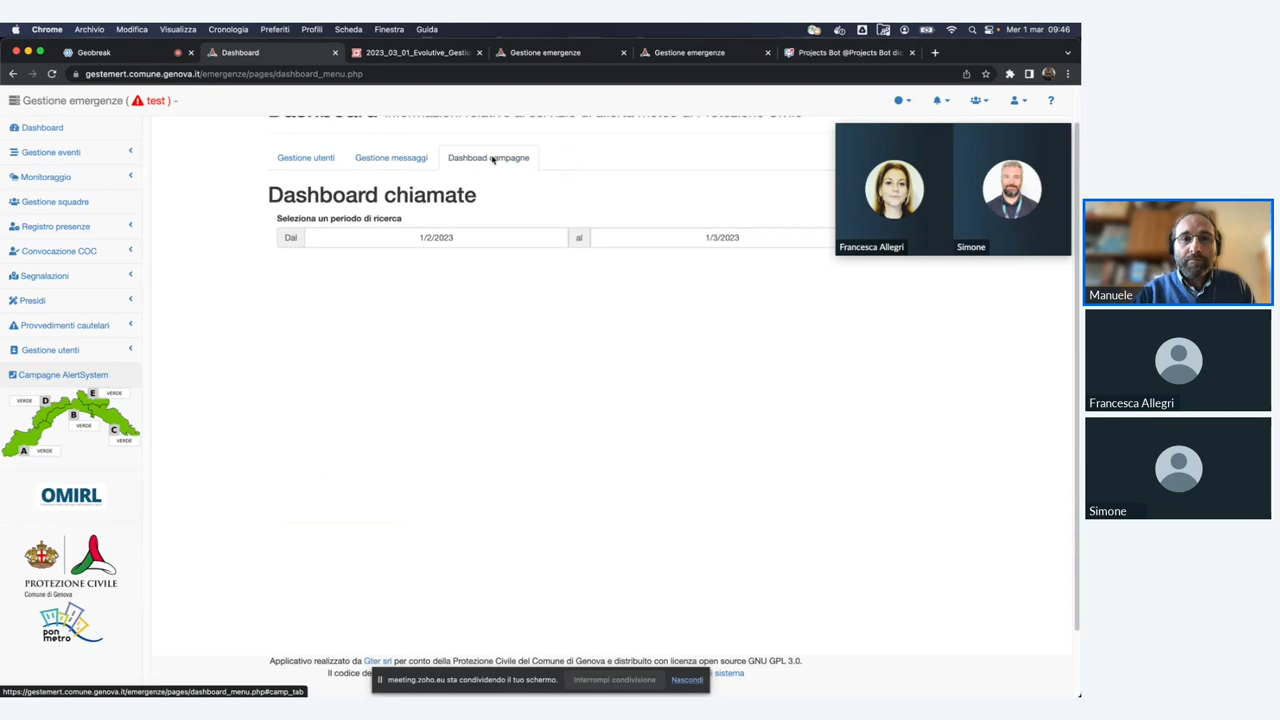 Chrome Archivio Modifica Visualizza Cronologia Preferiti Profili Scheda Finestra Guida Mer 1 mar 09:46
Geobreak Dashboard 2023_03_01_Evolutive_Gesti Gestione emergenze Gestione emergenze Projects Bot @Projects Bot di
gestemert.comune.genova.it/emergenze/pages/dashboard_menu.php
Gestione emergenze ( test ) -
Dashboard
Gestione eventi
Monitoraggio
Gestione squadre
Registro presenze
Convocazione COC
Segnalazioni
Presidi
Provvedimenti cautelari
Gestione utenti
Campagne AlertSystem
VERDE D E VERDE
B
VERDE C
VERDE
A VERDE
OMIRL
PROTEZIONE CIVILE
Comune di Genova
pon
metro
Gestione utenti Gestione messaggi Dashboad campagne
Dashboard chiamate
Seleziona un periodo di ricerca
Dal 1/2/2023 al 1/3/2023
Francesca Allegri Simone
Manuele
Francesca Allegri
Simone
Applicativo realizzato da Gter srl per conto della Protezione Civile del Comune di Genova e distribuito con licenza open source GNU GPL 3.0.
Il codice de sistema
meeting.zoho.eu sta condividendo il tuo schermo. Interrompi condivisione Nascondi
https://gestemert.comune.genova.it/emergenze/pages/dashboard_menu.php#camp_tab